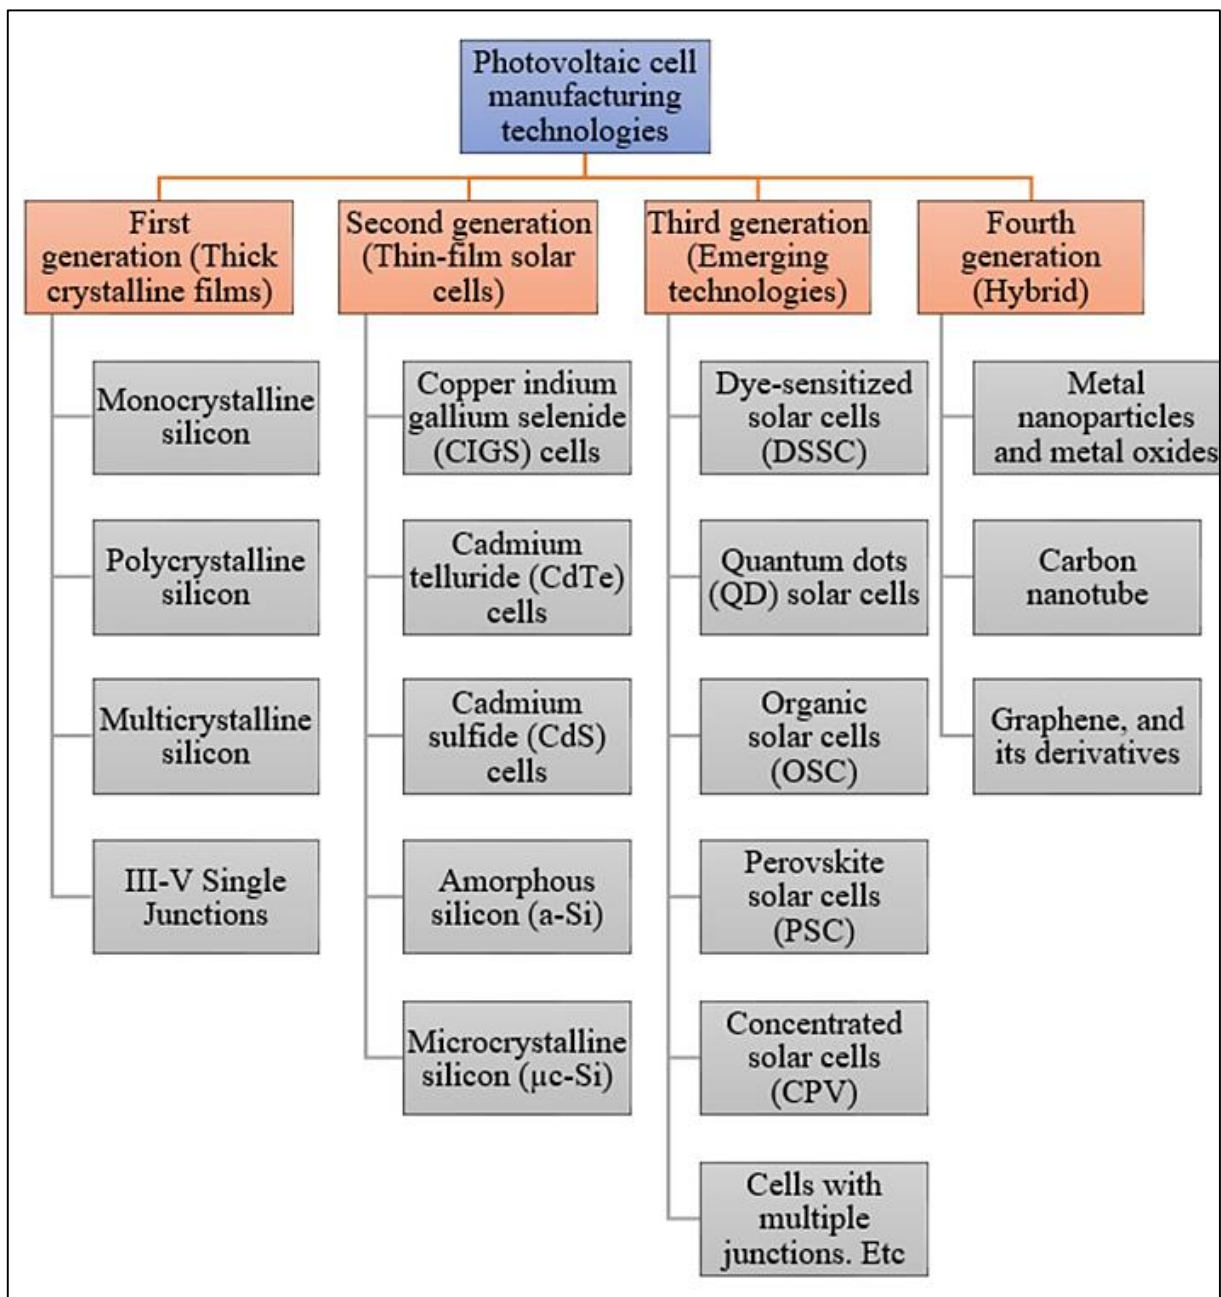 Photovoltaic cell
manufacturing
technologies
First
generation (Thick
crystalline films)
Monocrystalline
silicon
Polycrystalline
silicon
Multicrystalline
silicon
III-V Single
Junctions
Second generation
(Thin-film solar
cells)
Copper indium
gallium selenide
(CIGS) cells
Cadmium
telluride (CdTe)
cells
Cadmium
sulfide (CdS)
cells
Amorphous
silicon (a-Si)
Microcrystalline
silicon (µc-Si)
Third generation
(Emerging
technologies)
Dye-sensitized
solar cells
(DSSC)
Quantum dots
(QD) solar cells
Organic
solar cells
(OSC)
Perovskite
solar cells
(PSC)
Concentrated
solar cells
(CPV)
Cells with
multiple
junctions. Etc
Fourth
generation
(Hybrid)
Metal
nanoparticles
and metal oxides
Carbon
nanotube
Graphene, and
its derivatives